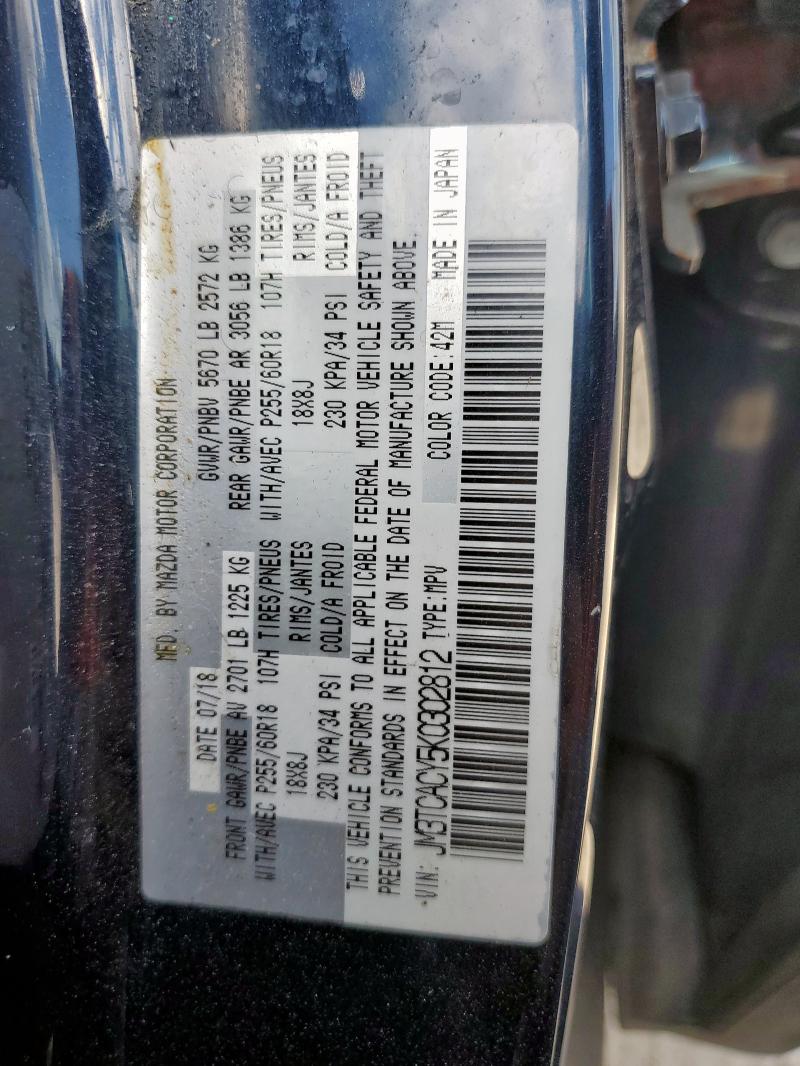 MFD. BY MAZDA MOTOR CORPORATION
DATE 07/18 GVWR/PNBV 5670 LB 2572 KG
FRONT GAWR/PNBE AV 2701 LB 1225 KG REAR GAWR/PNBE AR 3056 LB 1386 KG
WITH/AVEC P255/60R18 107H TIRES/PNEUS WITH/AVEC P255/60R18 107H TIRES/PNEUS
18X8J RIMS/JANTES 18X8J RIMS/JANTES
230 KPA/34 PSI COLD/A FROID 230 KPA/34 PSI COLD/A FROID
THIS VEHICLE CONFORMS TO ALL APPLICABLE FEDERAL MOTOR VEHICLE SAFETY AND THEFT
PREVENTION STANDARDS IN EFFECT ON THE DATE OF MANUFACTURE SHOWN ABOVE.
VIN: JM3TCACY5K0302812 TYPE:MPV COLOR CODE:42M MADE IN JAPAN